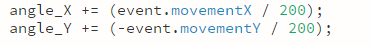 angle_X += (event.movementX / 200);
angle_Y += (-event.movementY / 200);